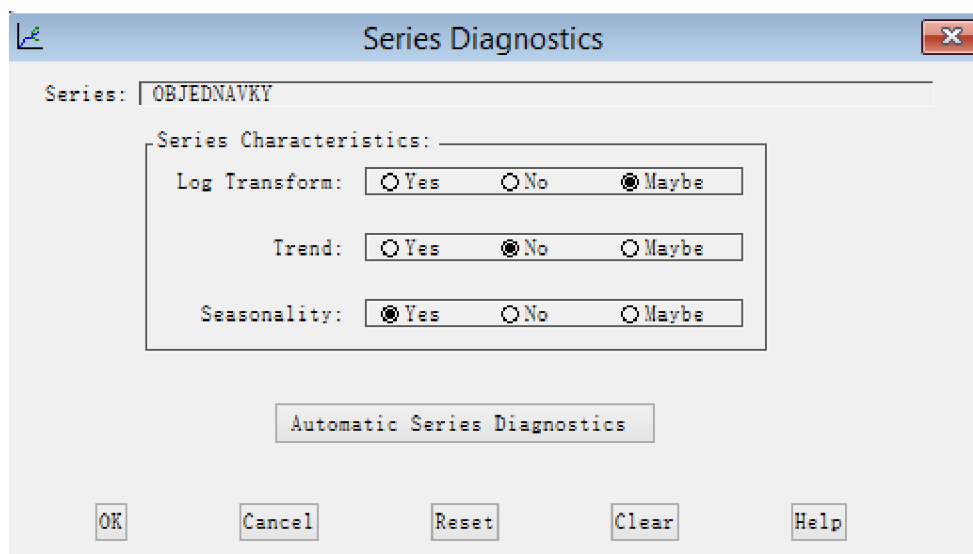 Series Diagnostics
Series: OBJEDNAVKY
Series Characteristics:
Log Transform: Yes No Maybe
Trend: Yes No Maybe
Seasonality: Yes No Maybe
Automatic Series Diagnostics
OK Cancel Reset Clear Help